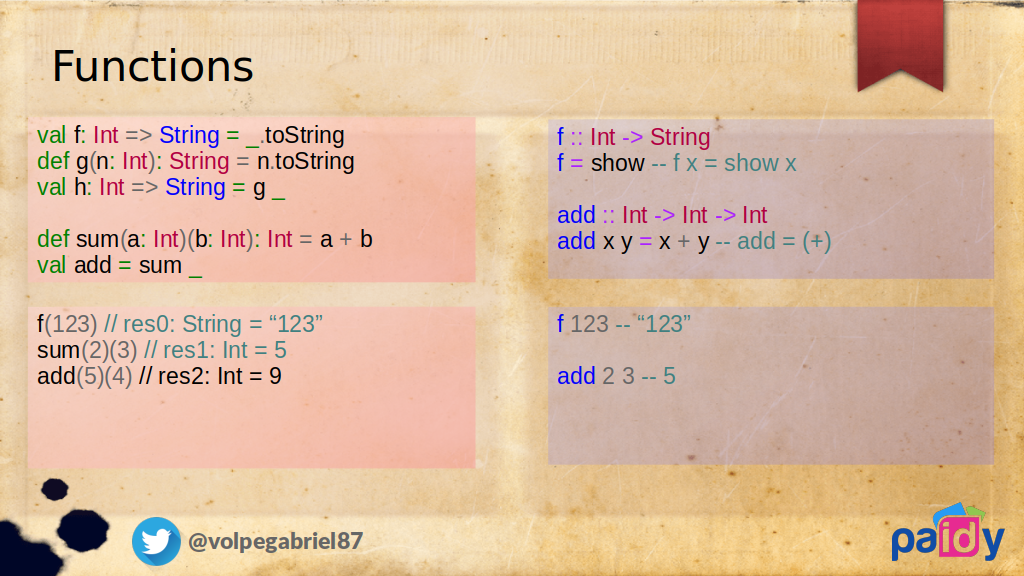 Functions
val f: Int => String = _.toString
def g(n: Int): String = n.toString
val h: Int => String = g _
def sum(a: Int)(b: Int): Int = a + b
val add = sum _
f :: Int -> String
f = show -- f x = show x
add :: Int -> Int -> Int
add x y = x + y -- add = (+)
f(123) // res0: String = “123”
sum(2)(3) // res1: Int = 5
add(5)(4) // res2: Int = 9
f 123 -- “123”
add 2 3 -- 5
@volpegabriel87
paidy